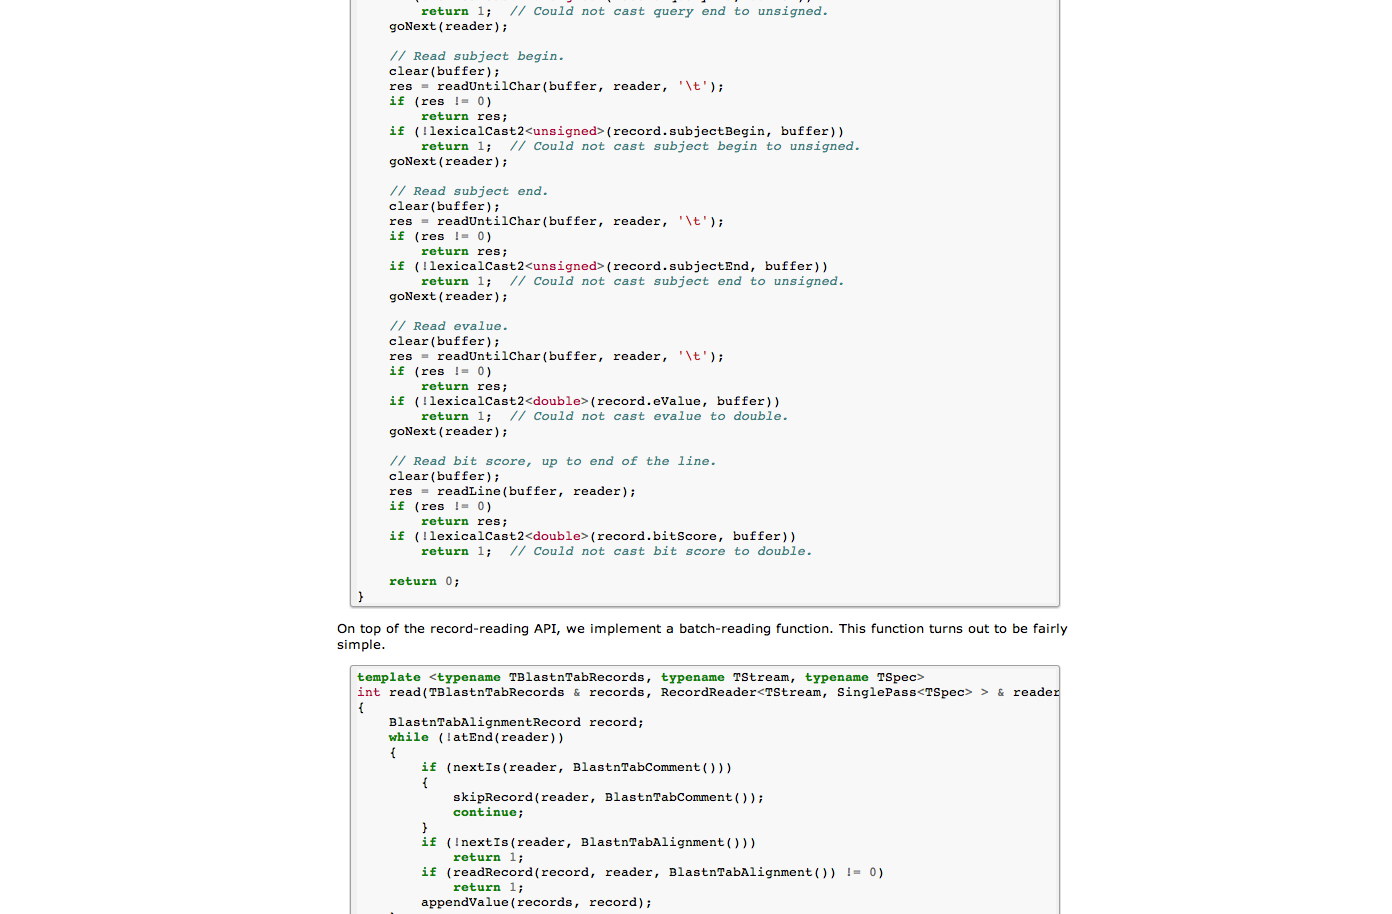 return 1;  // Could not cast query end to unsigned.
goNext(reader);
// Read subject begin.
clear(buffer);
res = readUntilChar(buffer, reader, '\t');
if (res != 0)
return res;
if (!lexicalCast2<unsigned>(record.subjectBegin, buffer))
return 1;  // Could not cast subject begin to unsigned.
goNext(reader);
// Read subject end.
clear(buffer);
res = readUntilChar(buffer, reader, '\t');
if (res != 0)
return res;
if (!lexicalCast2<unsigned>(record.subjectEnd, buffer))
return 1;  // Could not cast subject end to unsigned.
goNext(reader);
// Read evalue.
clear(buffer);
res = readUntilChar(buffer, reader, '\t');
if (res != 0)
return res;
if (!lexicalCast2<double>(record.eValue, buffer))
return 1;  // Could not cast evalue to double.
goNext(reader);
// Read bit score, up to end of the line.
clear(buffer);
res = readLine(buffer, reader);
if (res != 0)
return res;
if (!lexicalCast2<double>(record.bitScore, buffer))
return 1;  // Could not cast bit score to double.
return 0;
}
On top of the record-reading API, we implement a batch-reading function. This function turns out to be fairly
simple.
template <typename TBlastnTabRecords, typename TStream, typename TSpec>
int read(TBlastnTabRecords & records, RecordReader<TStream, SinglePass<TSpec> > & reader
{
BlastnTabAlignmentRecord record;
while (!atEnd(reader))
{
if (nextIs(reader, BlastnTabComment()))
{
skipRecord(reader, BlastnTabComment());
continue;
}
if (!nextIs(reader, BlastnTabAlignment()))
return 1;
if (readRecord(record, reader, BlastnTabAlignment()) != 0)
return 1;
appendValue(records, record);